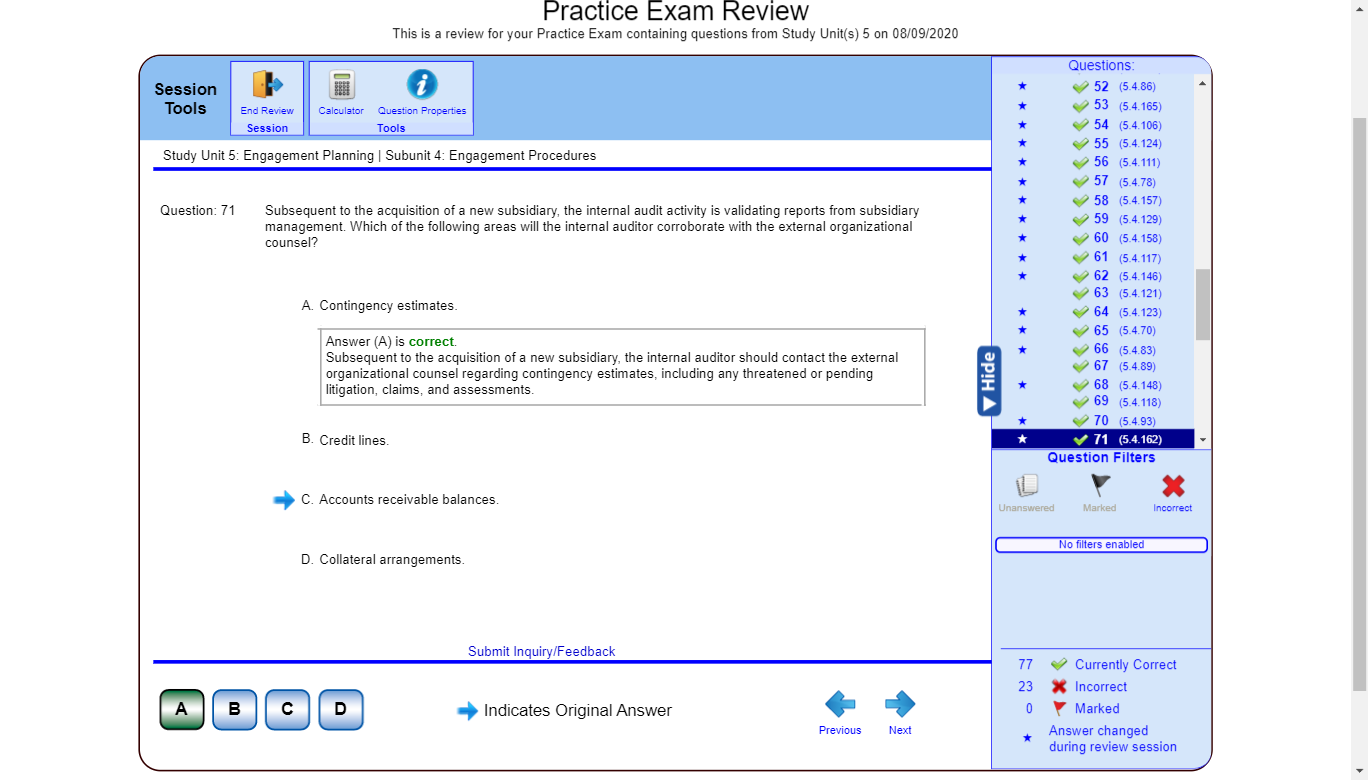 Practice Exam Review
This is a review for your Practice Exam containing questions from Study Unit(s) 5 on 08/09/2020
Session
Tools
End Review
Session
Calculator
Question Properties
Tools
Study Unit 5: Engagement Planning | Subunit 4: Engagement Procedures
Question: 71
Subsequent to the acquisition of a new subsidiary, the internal audit activity is validating reports from subsidiary
management. Which of the following areas will the internal auditor corroborate with the external organizational
counsel?
A. Contingency estimates.
Answer (A) is correct.
Subsequent to the acquisition of a new subsidiary, the internal auditor should contact the external
organizational counsel regarding contingency estimates, including any threatened or pending
litigation, claims, and assessments.
B. Credit lines.
C. Accounts receivable balances.
D. Collateral arrangements.
Submit Inquiry/Feedback
A B C D
Indicates Original Answer
Previous
Next
Questions:
52 (5.4.86)
53 (5.4.165)
54 (5.4.106)
55 (5.4.124)
56 (5.4.111)
57 (5.4.78)
58 (5.4.157)
59 (5.4.129)
60 (5.4.158)
61 (5.4.117)
62 (5.4.146)
63 (5.4.121)
64 (5.4.123)
65 (5.4.70)
66 (5.4.83)
67 (5.4.89)
68 (5.4.148)
69 (5.4.118)
70 (5.4.93)
71 (5.4.162)
Hide
Question Filters
Unanswered
Marked
Incorrect
No filters enabled
77 Currently Correct
23 Incorrect
0 Marked
Answer changed
during review session